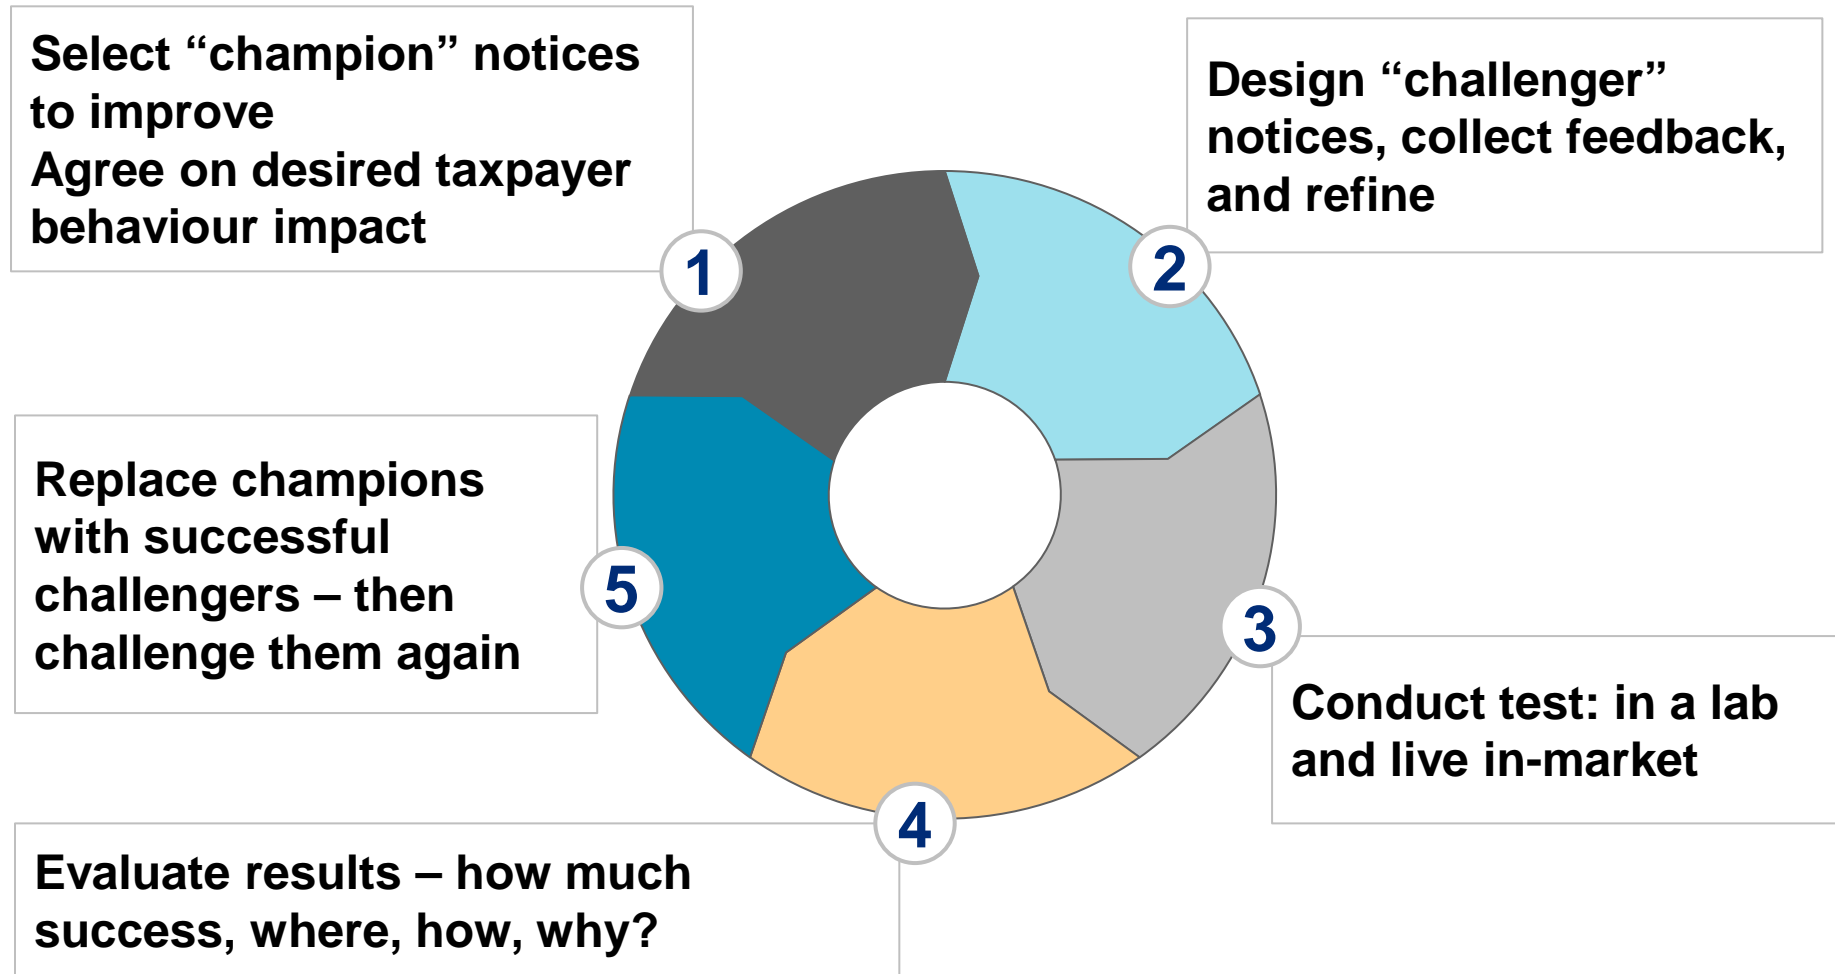 Select “champion” notices
to improve
Agree on desired taxpayer
behaviour impact
1
Design “challenger”
notices, collect feedback,
and refine
2
3
Conduct test: in a lab
and live in-market
4
Evaluate results – how much
success, where, how, why?
5
Replace champions
with successful
challengers – then
challenge them again